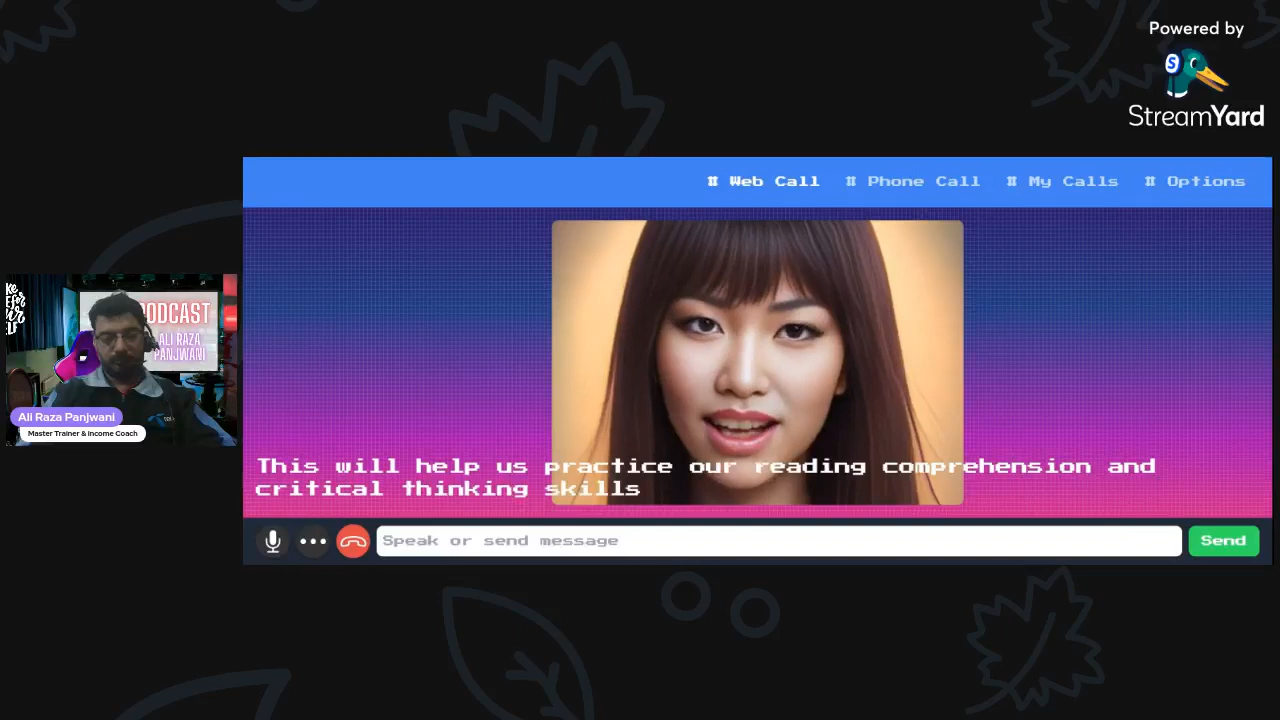 Powered by
S
StreamYard
# Web Call # Phone Call # My Calls # Options
PODCAST
ALI RAZA
PANJWANI
Ali Raza Panjwani
Master Trainer & Income Coach
This will help us practice our reading comprehension and
critical thinking skills
Speak or send message
Send